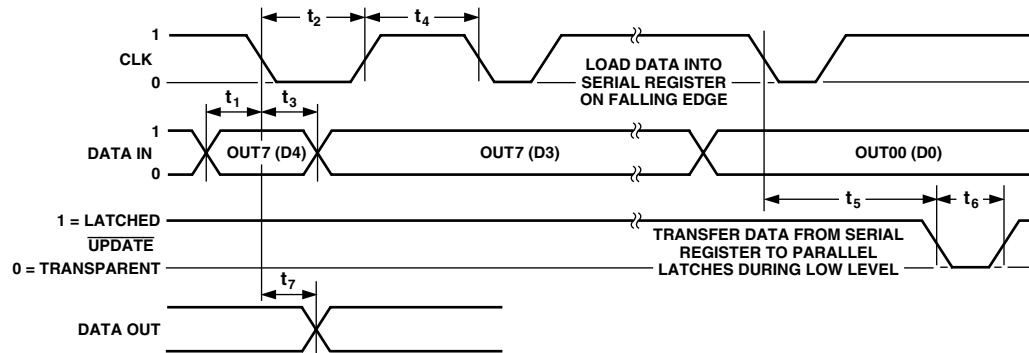 t2 t4
1
CLK
0
LOAD DATA INTO
SERIAL REGISTER
ON FALLING EDGE
t1 t3
1
DATA IN
0
OUT7 (D4)
OUT7 (D3)
OUT00 (D0)
t5 t6
1 = LATCHED
UPDATE
0 = TRANSPARENT
TRANSFER DATA FROM SERIAL
REGISTER TO PARALLEL
LATCHES DURING LOW LEVEL
t7
DATA OUT